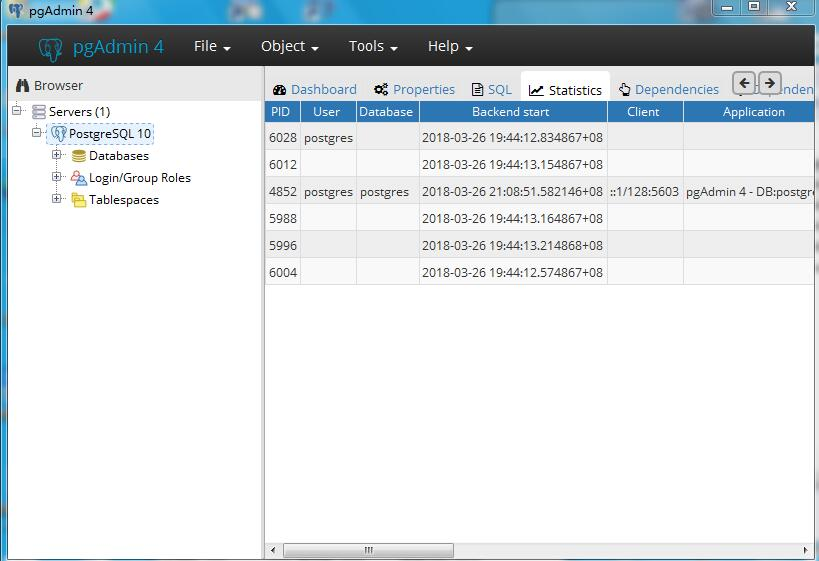 pgAdmin 4
pgAdmin 4 File Object Tools Help
Browser
Servers (1)
PostgreSQL 10
Databases
Login/Group Roles
Tablespaces
Dashboard Properties SQL Statistics Dependencies
PID User Database Backend start Client Application
6028 postgres 2018-03-26 19:44:12.834867+08
6012 2018-03-26 19:44:13.154867+08
4852 postgres postgres 2018-03-26 21:08:51.582146+08 ::1/128:5603 pgAdmin 4 - DB:postgre
5988 2018-03-26 19:44:13.164867+08
5996 2018-03-26 19:44:13.214868+08
6004 2018-03-26 19:44:12.574867+08